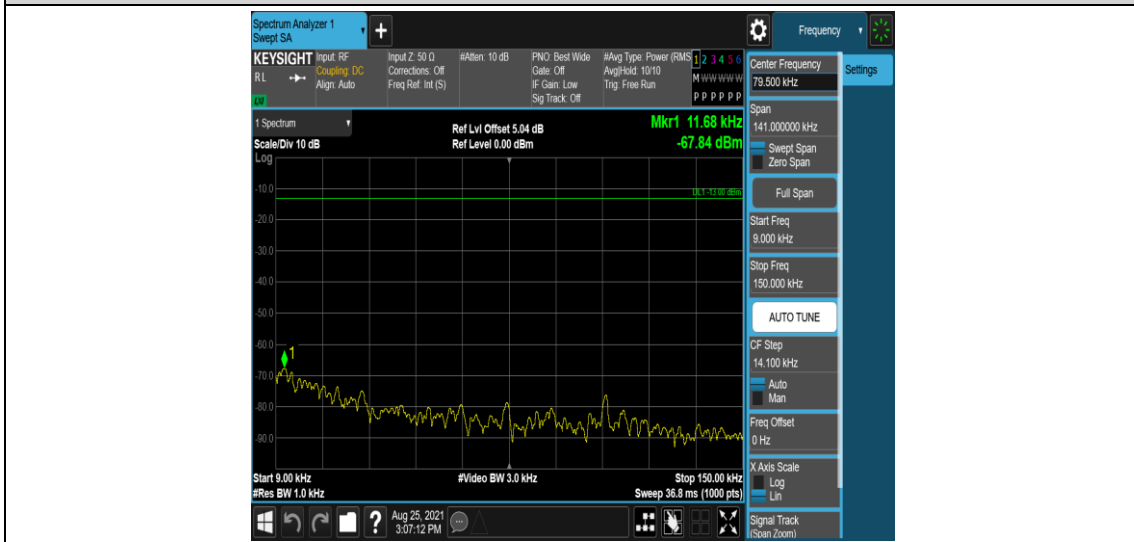 Spectrum Analyzer 1
Swept SA
+
Frequency
KEYSIGHT
RL
LXI
Input: RF
Coupling: DC
Align: Auto
Input Z: 50 Ω
Corrections: Off
Freq Ref: Int (S)
#Atten: 10 dB
PNO: Best Wide
Gate: Off
IF Gain: Low
Sig Track: Off
#Avg Type: Power (RMS
Avg|Hold: 10/10
Trig: Free Run
1 2 3 4 5 6
M W W W W W
P P P P P P
1 Spectrum
Scale/Div 10 dB
Log
Ref Lvl Offset 5.04 dB
Ref Level 0.00 dBm
Mkr1 11.68 kHz
-67.84 dBm
-10.0
DL1 -13.00 dBm
-20.0
-30.0
-40.0
-50.0
-60.0
1
-70.0
-80.0
-90.0
Start 9.00 kHz
#Res BW 1.0 kHz
#Video BW 3.0 kHz
Stop 150.00 kHz
Sweep 36.8 ms (1000 pts)
Center Frequency
79.500 kHz
Settings
Span
141.000000 kHz
Swept Span
Zero Span
Full Span
Start Freq
9.000 kHz
Stop Freq
150.000 kHz
AUTO TUNE
CF Step
14.100 kHz
Auto
Man
Freq Offset
0 Hz
X Axis Scale
Log
Lin
Signal Track
(Span Zoom)
?
Aug 25, 2021
3:07:12 PM